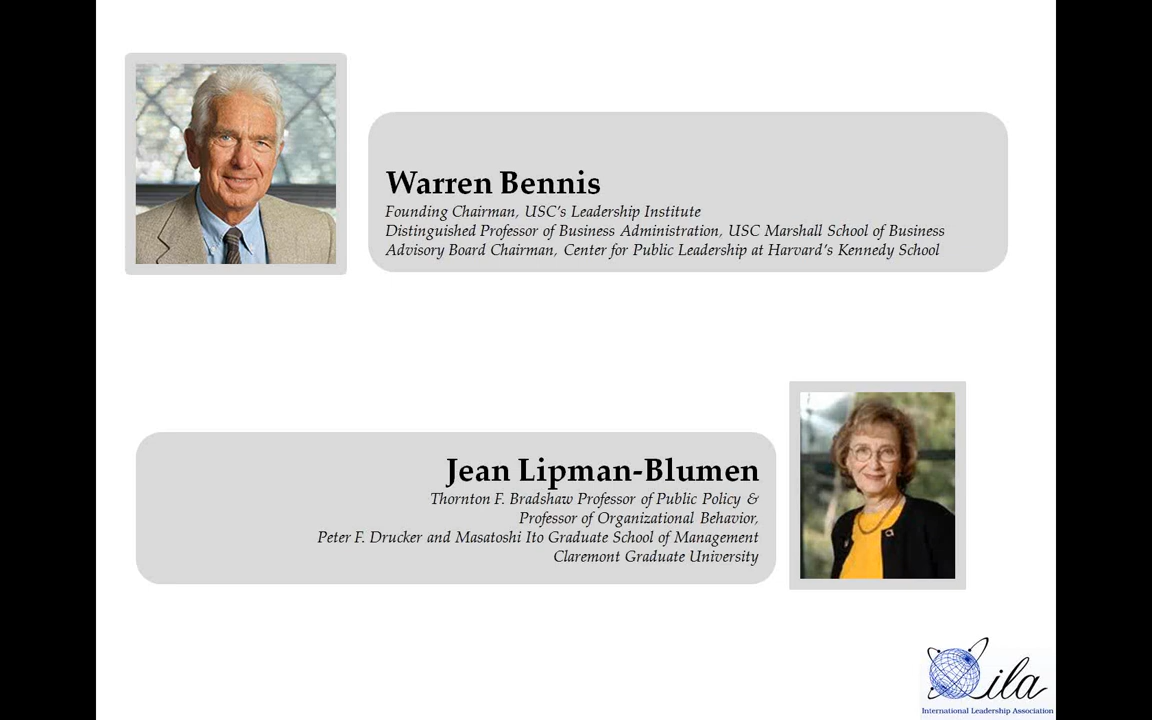 Warren Bennis
Founding Chairman, USC's Leadership Institute
Distinguished Professor of Business Administration, USC Marshall School of Business
Advisory Board Chairman, Center for Public Leadership at Harvard's Kennedy School
Jean Lipman-Blumen
Thornton F. Bradshaw Professor of Public Policy &
Professor of Organizational Behavior,
Peter F. Drucker and Masatoshi Ito Graduate School of Management
Claremont Graduate University
ila
International Leadership Association